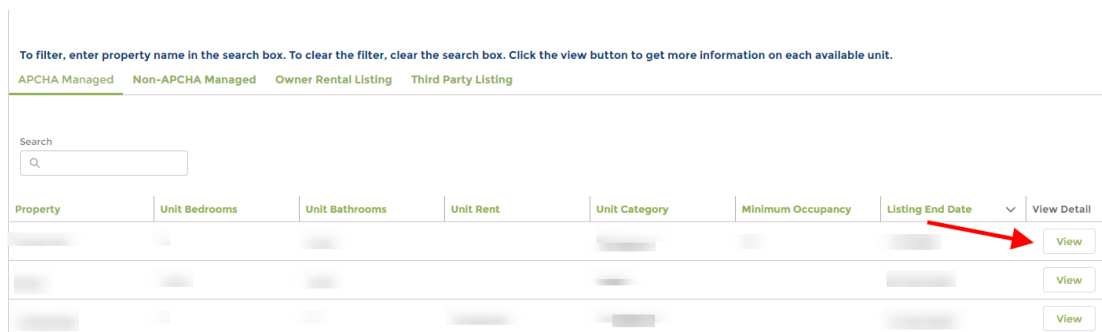 To filter, enter property name in the search box. To clear the filter, clear the search box. Click the view button to get more information on each available unit.
APCHA Managed Non-APCHA Managed Owner Rental Listing Third Party Listing
Search
Property Unit Bedrooms Unit Bathrooms Unit Rent Unit Category Minimum Occupancy Listing End Date View Detail
View
View
View